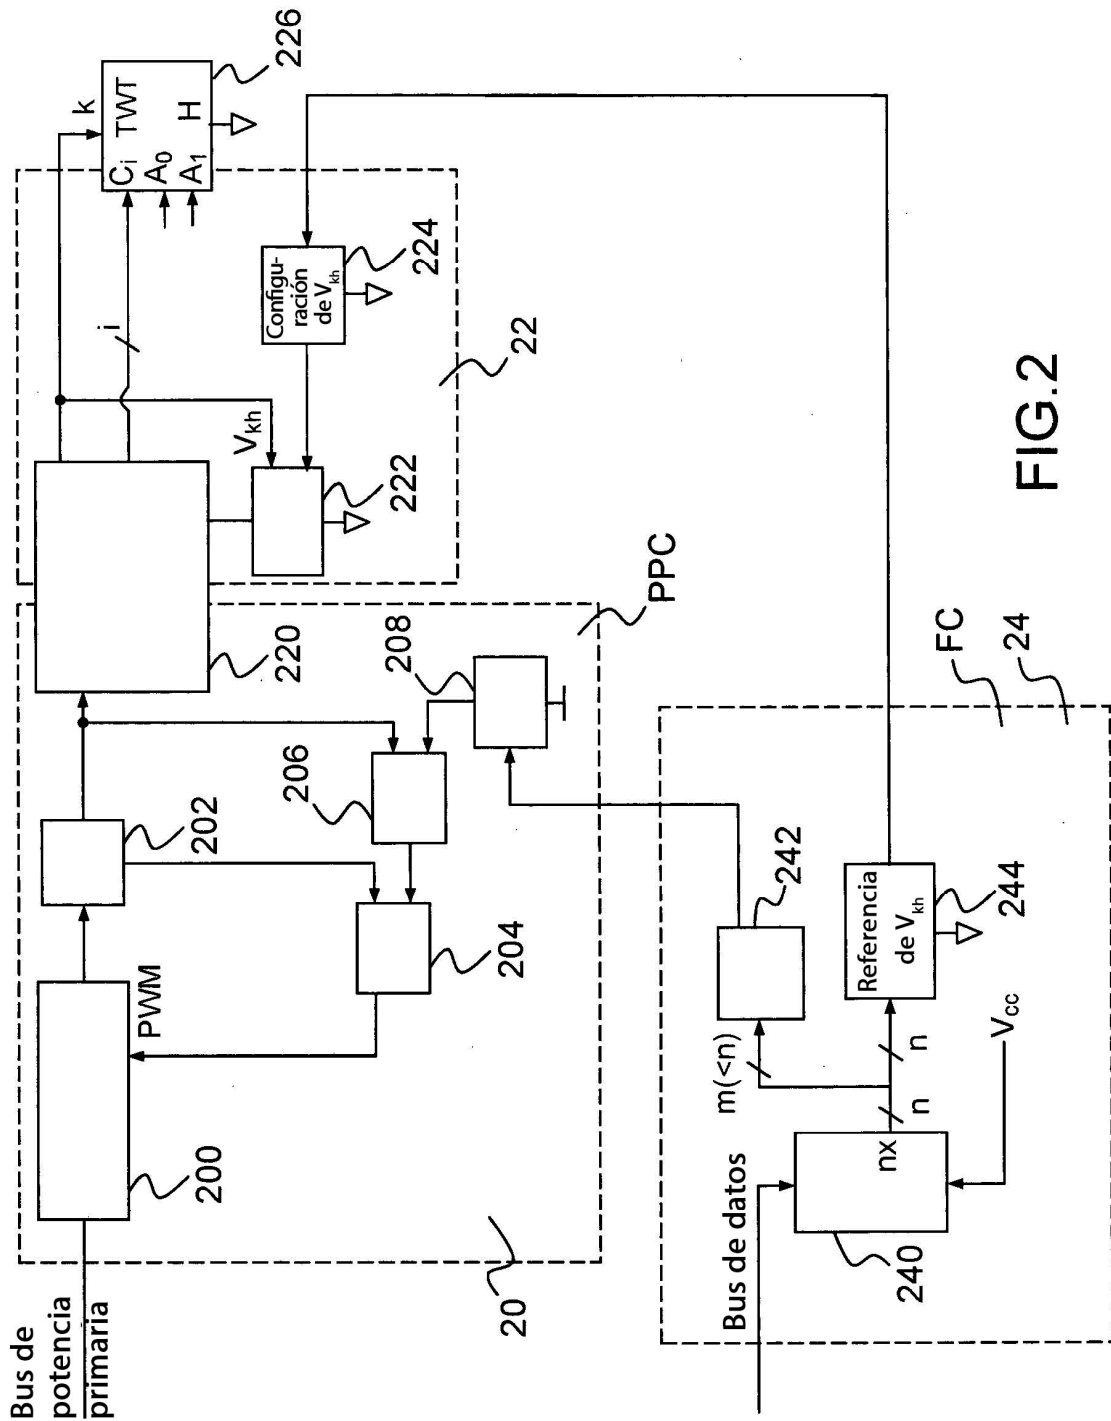 Bus de
potencia
primaria
200
PWM
202
204
206
208
20
PPC
220
V_kh
222
i
k
C_i TWT
A_0
A_1 H
226
Configu-
ración
de V_kh
224
22
Bus de datos
240
nx
n
n
m(<n)
242
Referencia
de V_kh
244
V_cc
FC
24
FIG.2